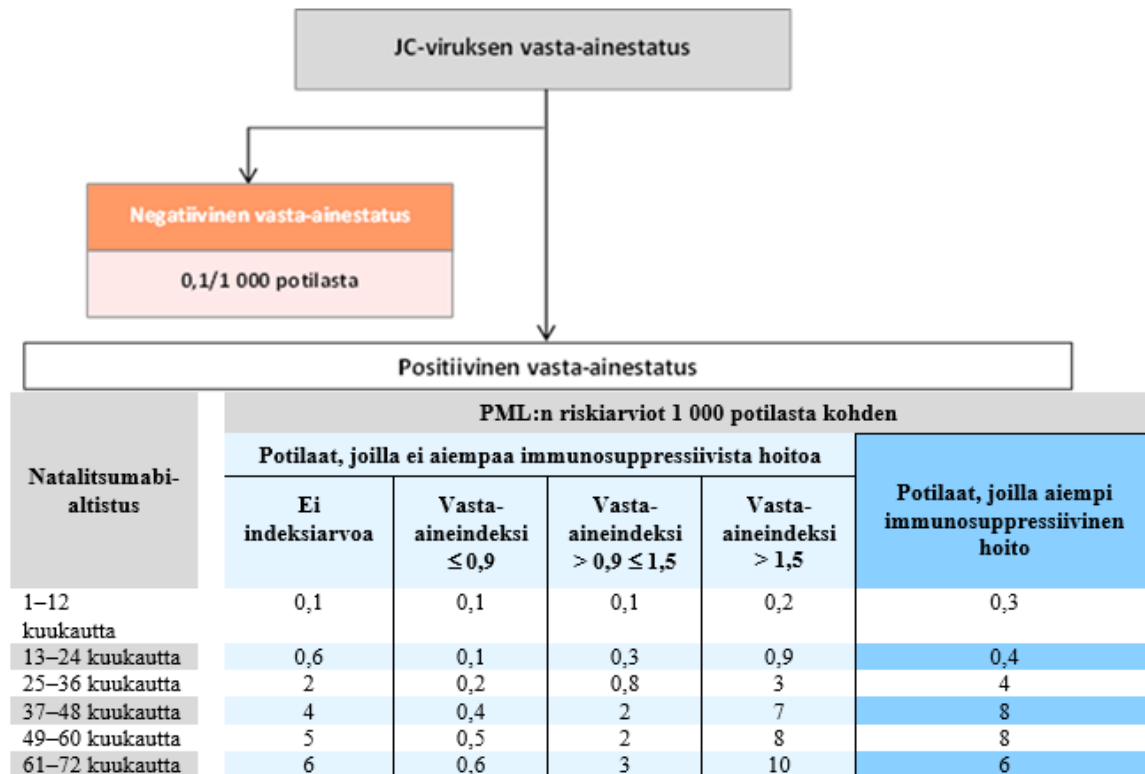 JC-viruksen vasta-ainestatus
Negatiivinen vasta-ainestatus
0,1/1 000 potilasta
Positiivinen vasta-ainestatus
Natalitsumabi-
altistus
PML:n riskiarviot 1 000 potilasta kohden
Potilaat, joilla ei aiempaa immunosuppressiivista hoitoa
Potilaat, joilla aiempi
immunosuppressiivinen
hoito
Ei
indeksiarvoa
Vasta-
aineindeksi
≤ 0,9
Vasta-
aineindeksi
> 0,9 ≤ 1,5
Vasta-
aineindeksi
> 1,5
1–12
kuukautta
0,1 0,1 0,1 0,2 0,3
13–24 kuukautta 0,6 0,1 0,3 0,9 0,4
25–36 kuukautta 2 0,2 0,8 3 4
37–48 kuukautta 4 0,4 2 7 8
49–60 kuukautta 5 0,5 2 8 8
61–72 kuukautta 6 0,6 3 10 6